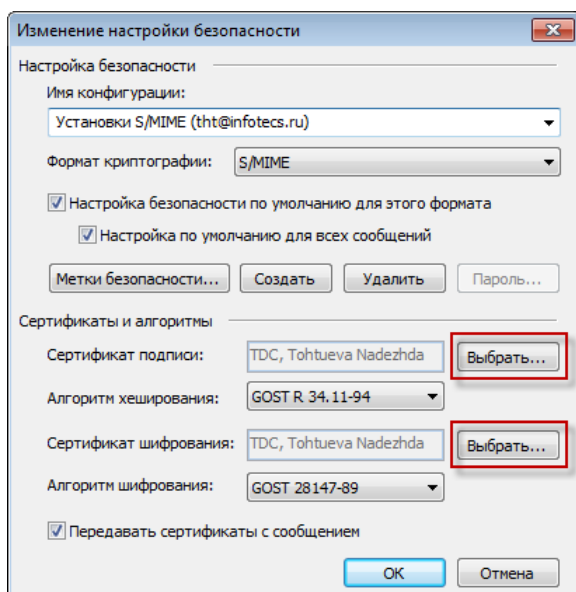 Изменение настройки безопасности
Настройка безопасности
Имя конфигурации:
Установки S/MIME (tht@infotecs.ru)
Формат криптографии: S/MIME
Настройка безопасности по умолчанию для этого формата
Настройка по умолчанию для всех сообщений
Метки безопасности... Создать Удалить Пароль...
Сертификаты и алгоритмы
Сертификат подписи: TDC, Tohtueva Nadezhda Выбрать...
Алгоритм хеширования: GOST R 34.11-94
Сертификат шифрования: TDC, Tohtueva Nadezhda Выбрать...
Алгоритм шифрования: GOST 28147-89
Передавать сертификаты с сообщением
ОК Отмена